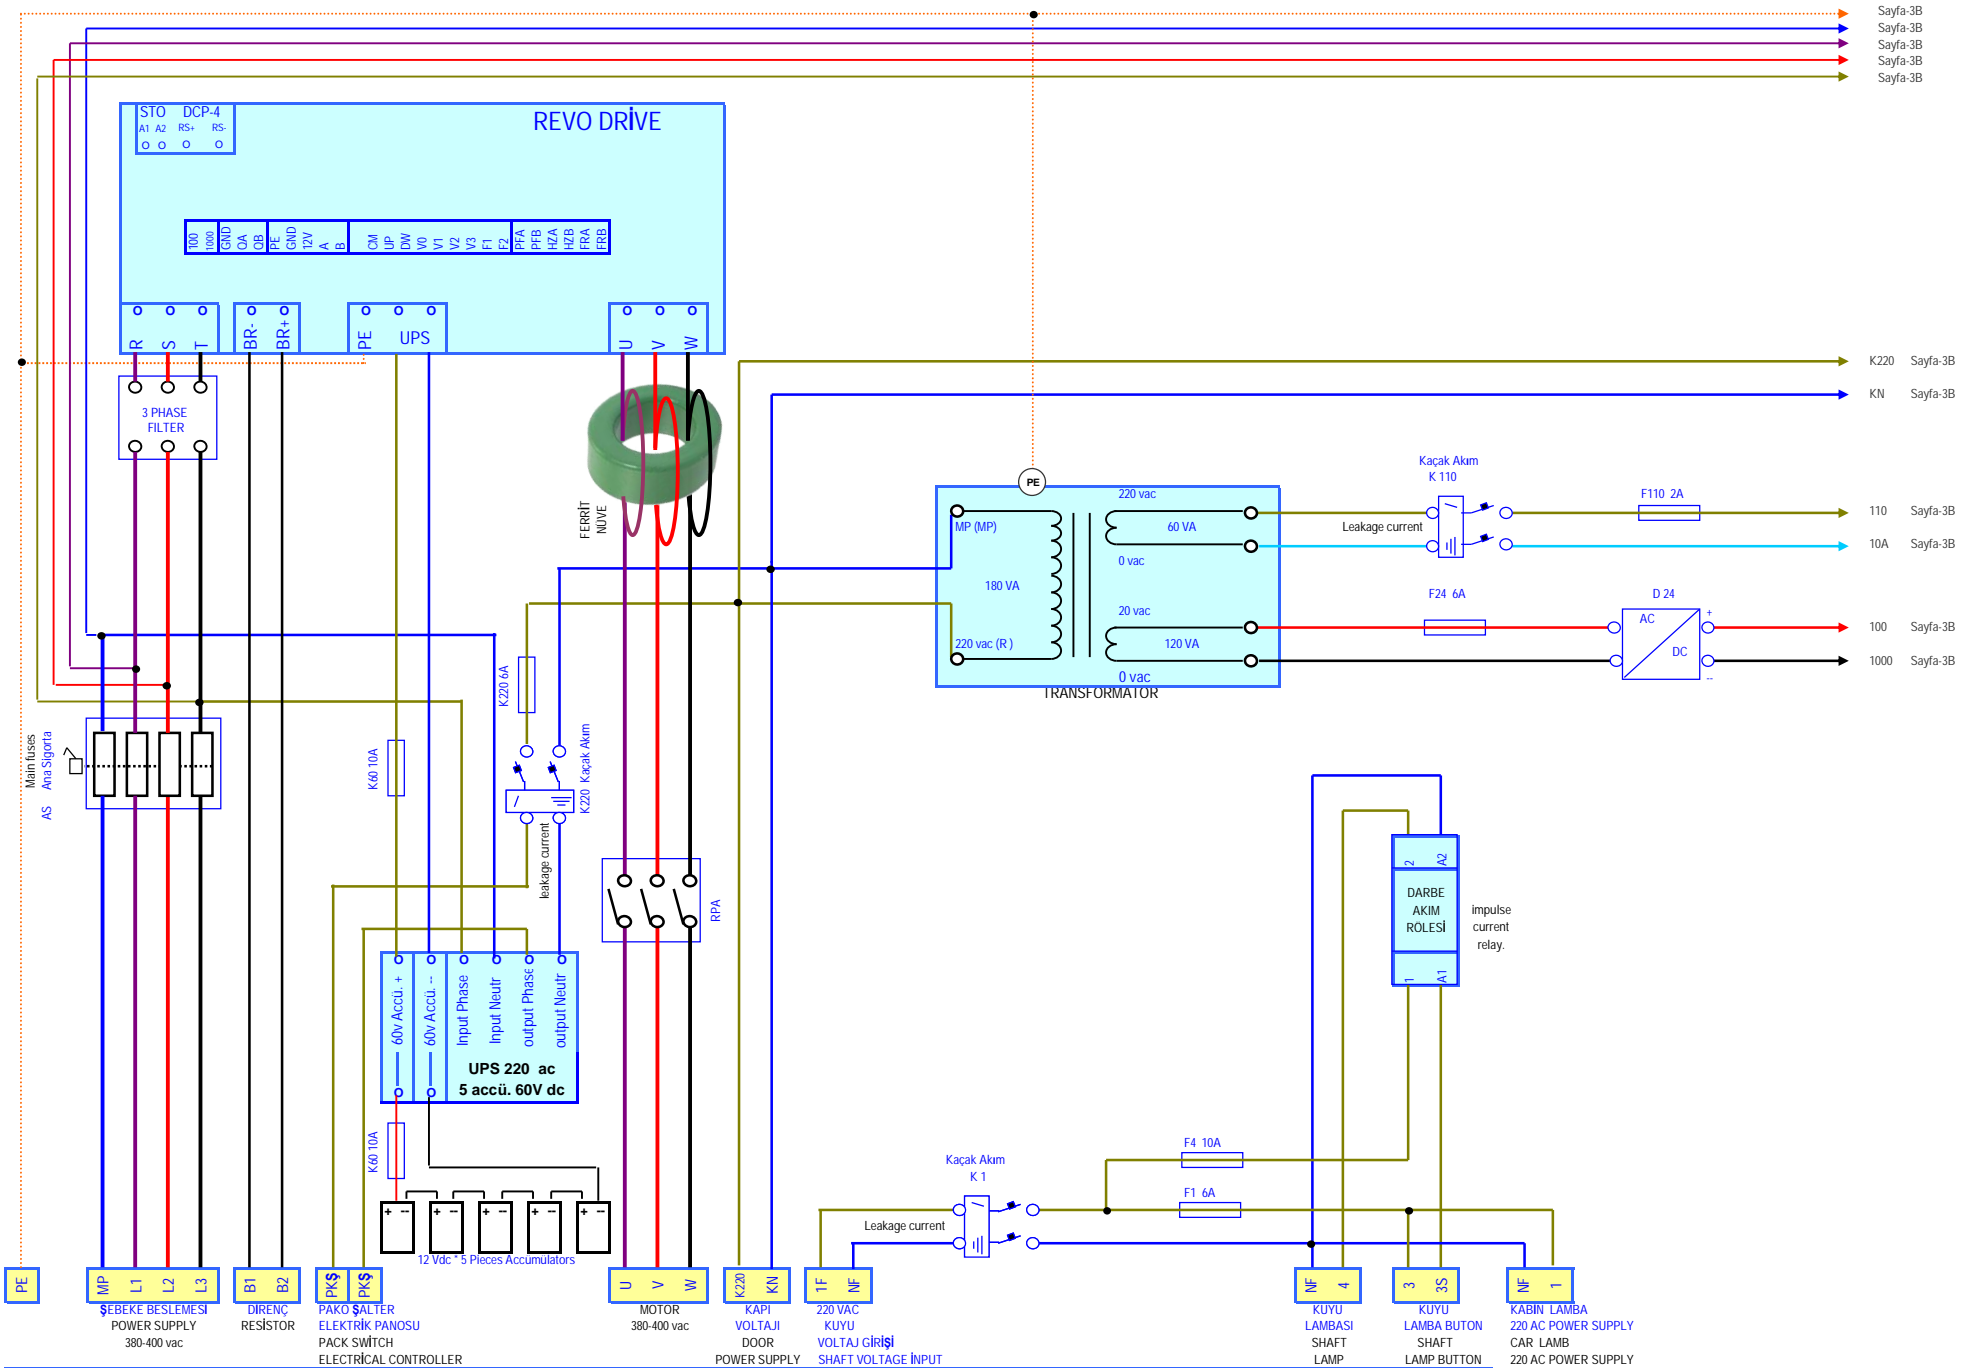 Sayfa-3B
Sayfa-3B
Sayfa-3B
Sayfa-3B
Sayfa-3B
STO DCP-4
A1 A2 RS+ RS-
O O O O
REVO DRİVE
100 1000 GND QA QB PE GND 12V A B CM UP DW V0 V1 V2 V3 F1 F2 PFA PFB HZA HZB FRA FRB
R S T BR- BR+ PE UPS U V W
3 PHASE
FILTER
FERRİT
NÜVE
K220 Sayfa-3B
KN Sayfa-3B
Kaçak Akım
K 110
Leakage current
F110 2A
110 Sayfa-3B
10A Sayfa-3B
PE
MP (MP)
220 vac
60 VA
0 vac
180 VA
20 vac
120 VA
220 vac (R )
0 vac
TRANSFORMATÖR
F24 6A
D 24
AC
DC
+
--
100 Sayfa-3B
1000 Sayfa-3B
Main fuses
AS Ana Sigorta
K60 10A
K220 6A
K220 Kaçak Akım
leakage current
RPA
60v Accü. +
60v Accü. --
Input Phase
Input Neutr
output Phase
output Neutr
UPS 220 ac
5 accü. 60V dc
K60 10A
+ -- + -- + -- + -- + --
12 Vdc * 5 Pieces Accümülators
2 A2
DARBE
AKIM
RÖLESİ
1 A1
impulse
current
relay.
Kaçak Akım
K 1
Leakage current
F4 10A
F1 6A
PE
MP L1 L2 L3
ŞEBEKE BESLEMESİ
POWER SUPPLY
380-400 vac
B1 B2
DİRENÇ
RESİSTOR
PKŞ PKŞ
PAKO ŞALTER
ELEKTRİK PANOSU
PACK SWİTCH
ELECTRİCAL CONTROLLER
U V W
MOTOR
380-400 vac
K220 KN
KAPI
VOLTAJI
DOOR
POWER SUPPLY
1F NF
220 VAC
KUYU
VOLTAJ GİRİŞİ
SHAFT VOLTAGE İNPUT
NF 4
KUYU
LAMBASI
SHAFT
LAMP
3 3S
KUYU
LAMBA BUTON
SHAFT
LAMP BUTTON
NF 1
KABİN LAMBA
220 AC POWER SUPPLY
CAR LAMB
220 AC POWER SUPPLY